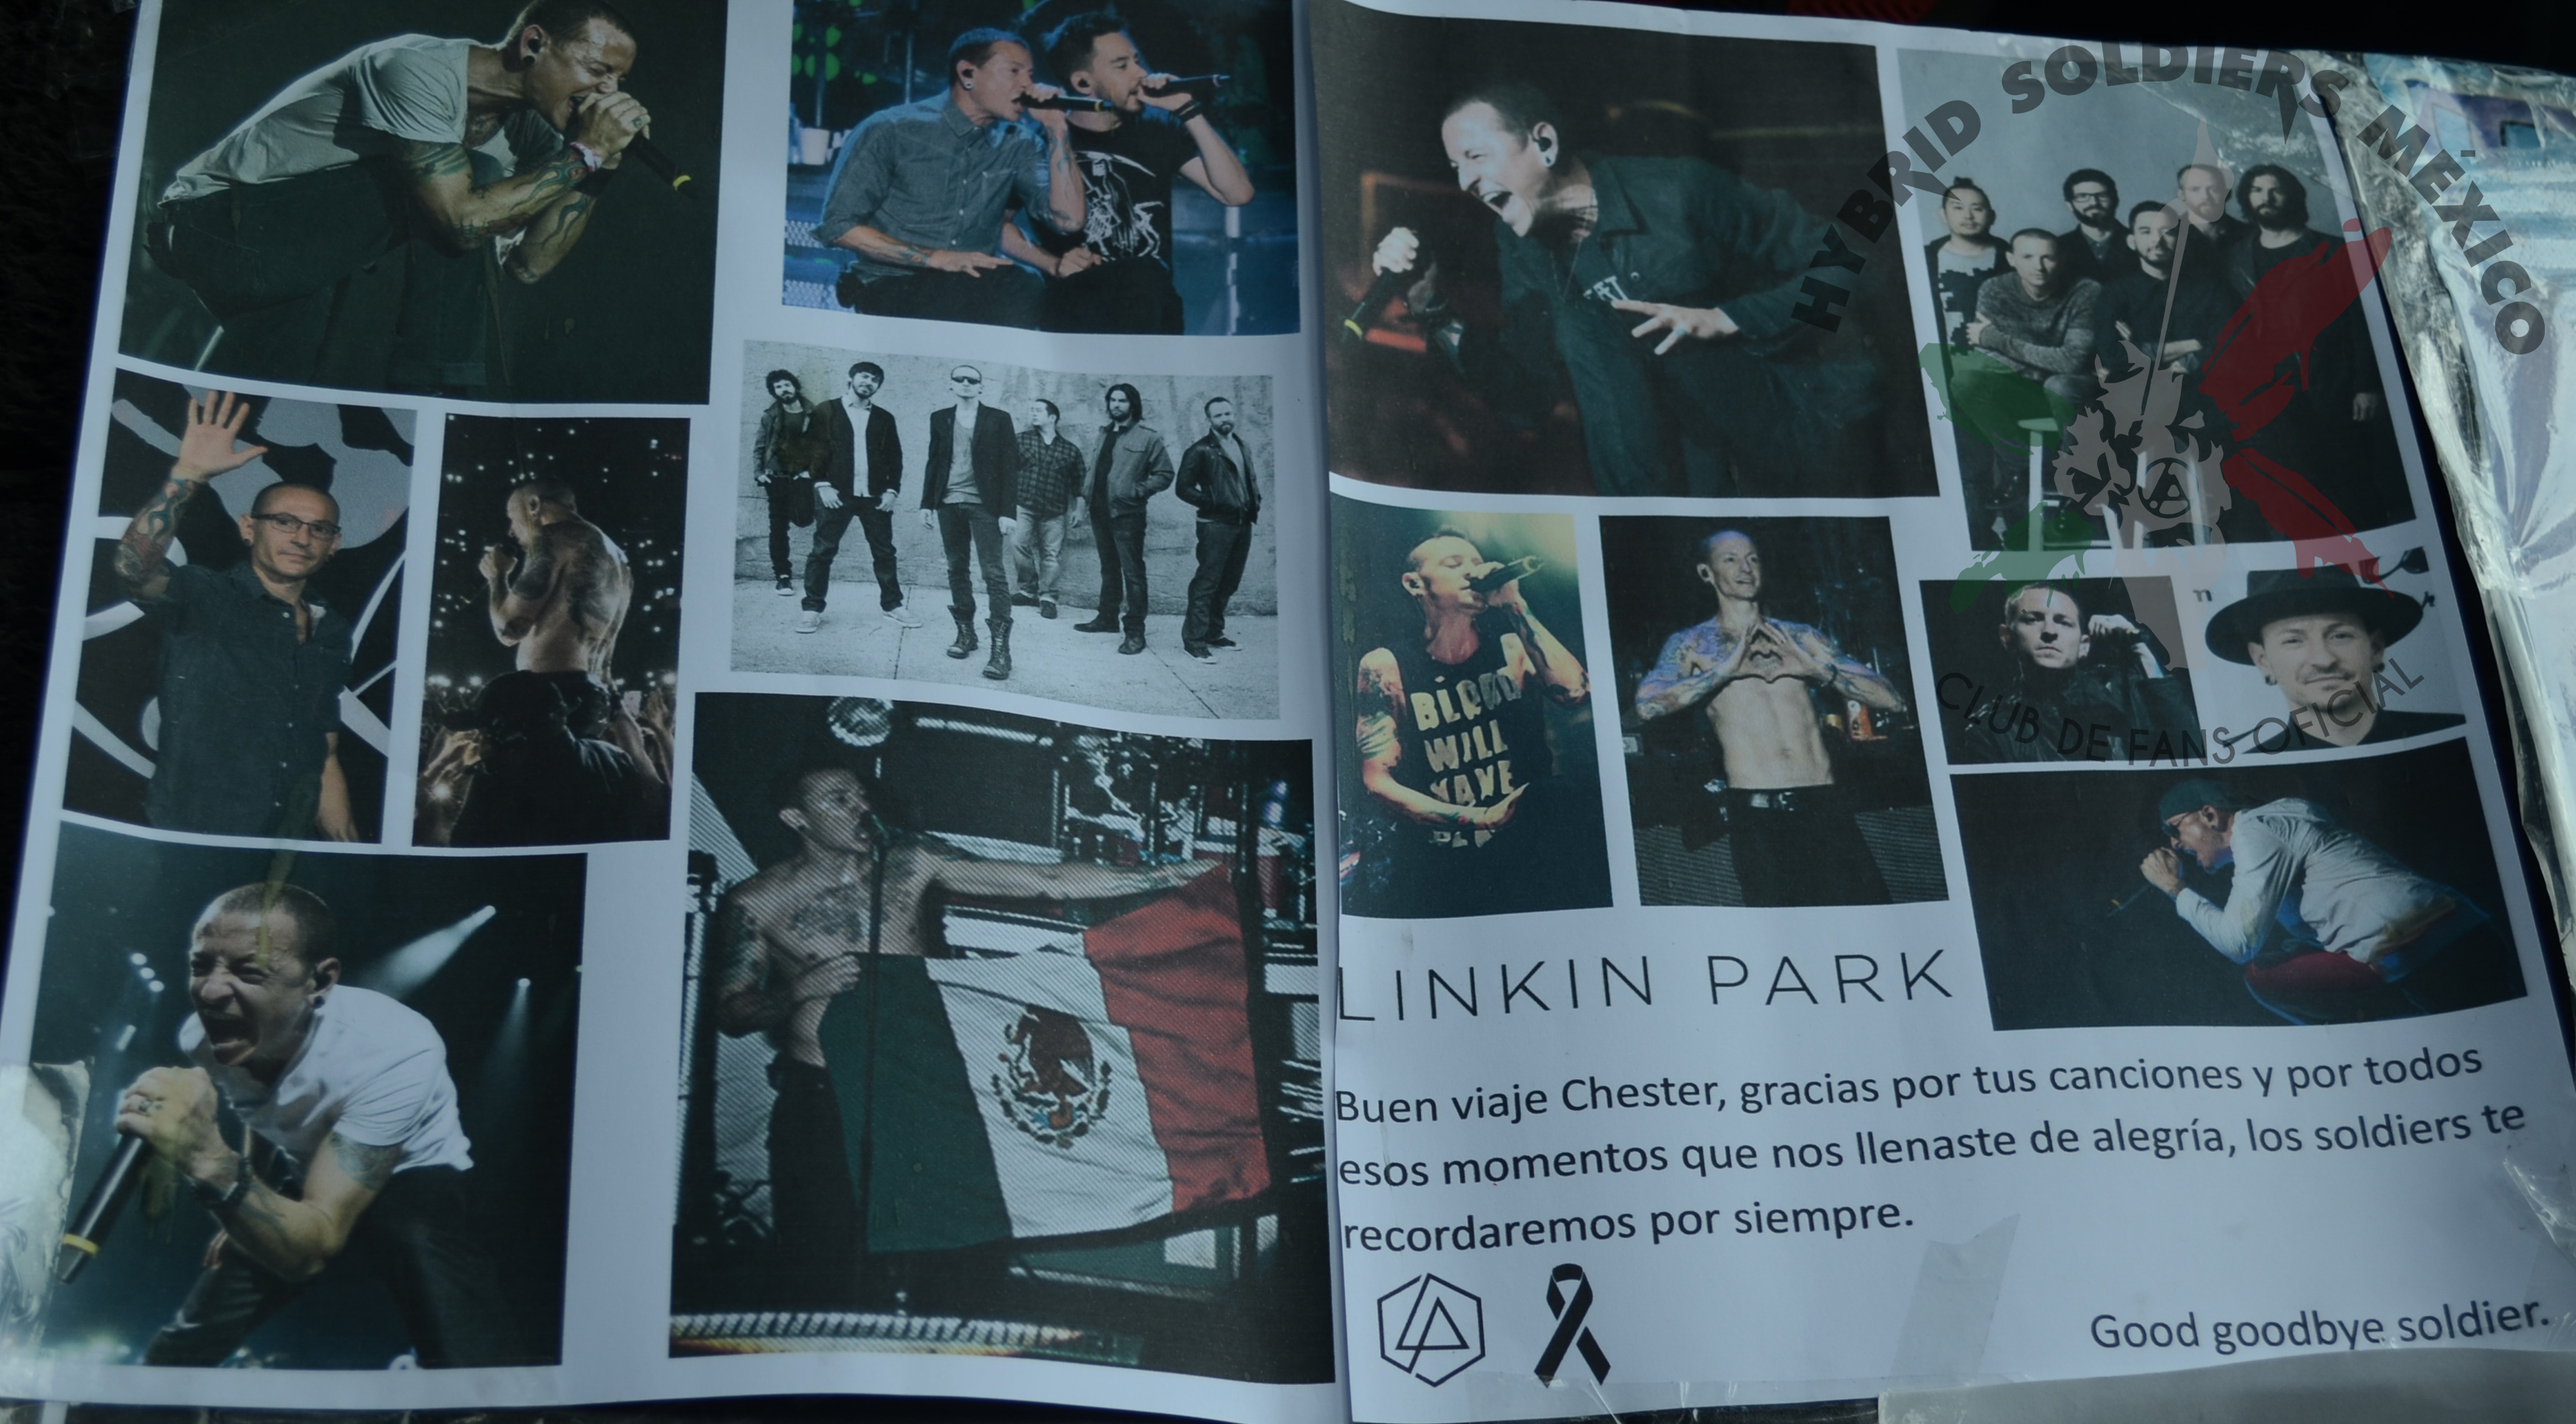 HYBRID SOLDIERS MÉXICO
CLUB DE FANS OFICIAL
BLOOD
WILL
HAVE
LINKIN PARK
Buen viaje Chester, gracias por tus canciones y por todos
esos momentos que nos llenaste de alegría, los soldiers te
recordaremos por siempre.
Good goodbye soldier.